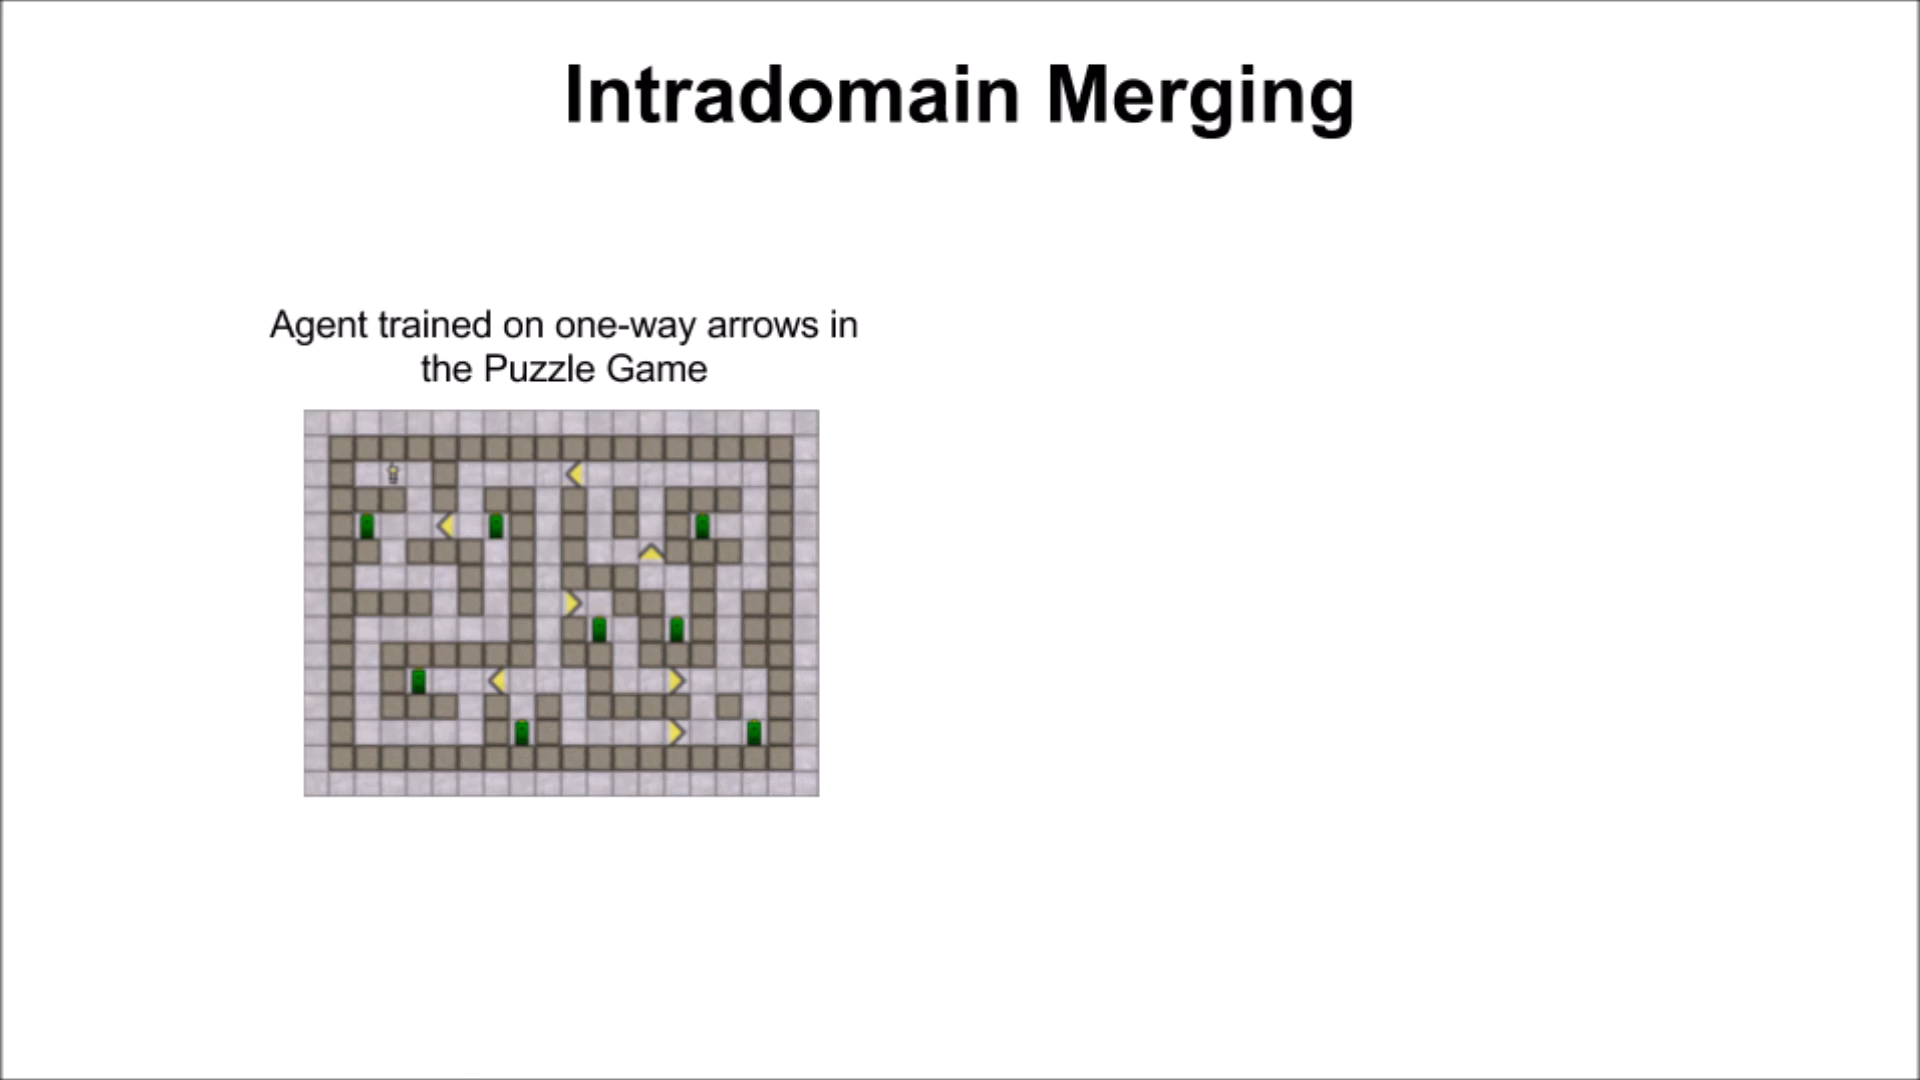 Intradomain Merging
Agent trained on one-way arrows in
the Puzzle Game